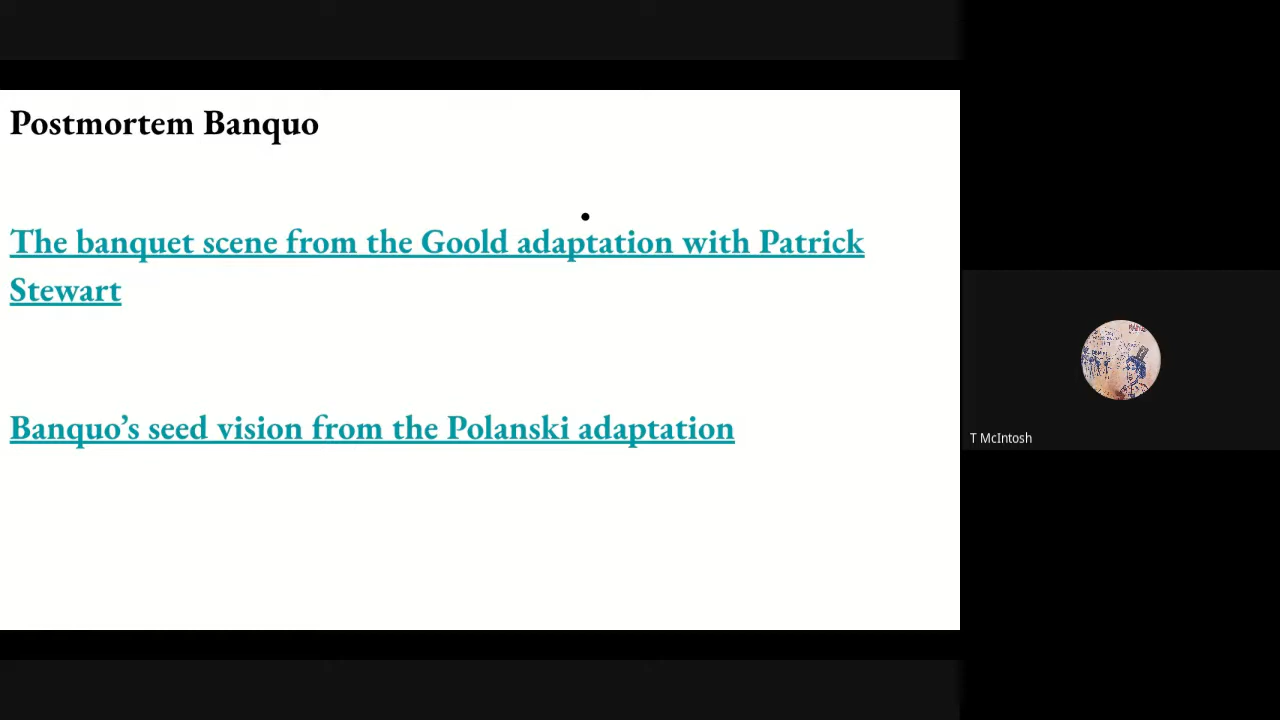 Postmortem Banquo
The banquet scene from the Goold adaptation with Patrick
Stewart
Banquo’s seed vision from the Polanski adaptation
T McIntosh